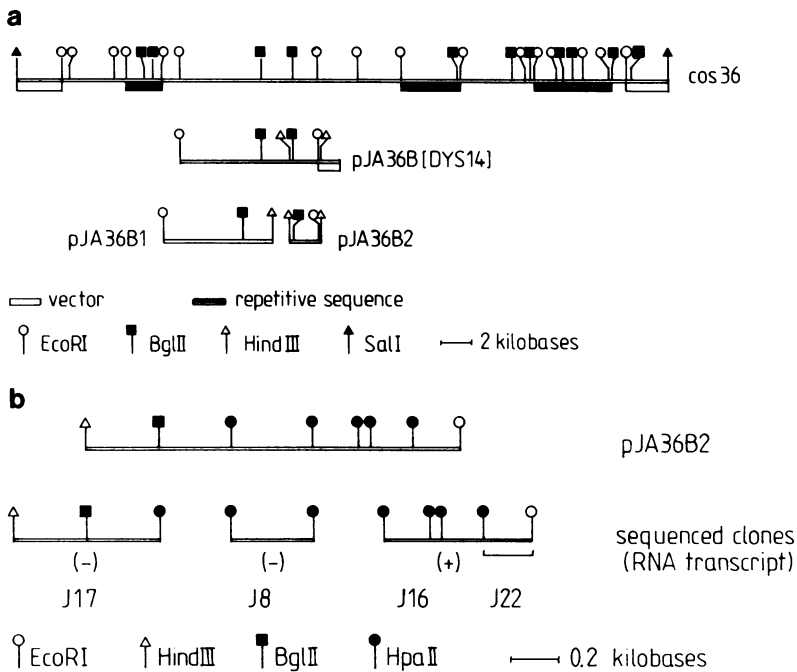 a
cos36
pJA36B [DYS14]
pJA36B1 pJA36B2
vector repetitive sequence
EcoRI BglII HindIII SalI 2 kilobases
b
pJA36B2
sequenced clones
(RNA transcript)
(-) (-) (+)
J17 J8 J16 J22
EcoRI HindIII BglII HpaII 0.2 kilobases